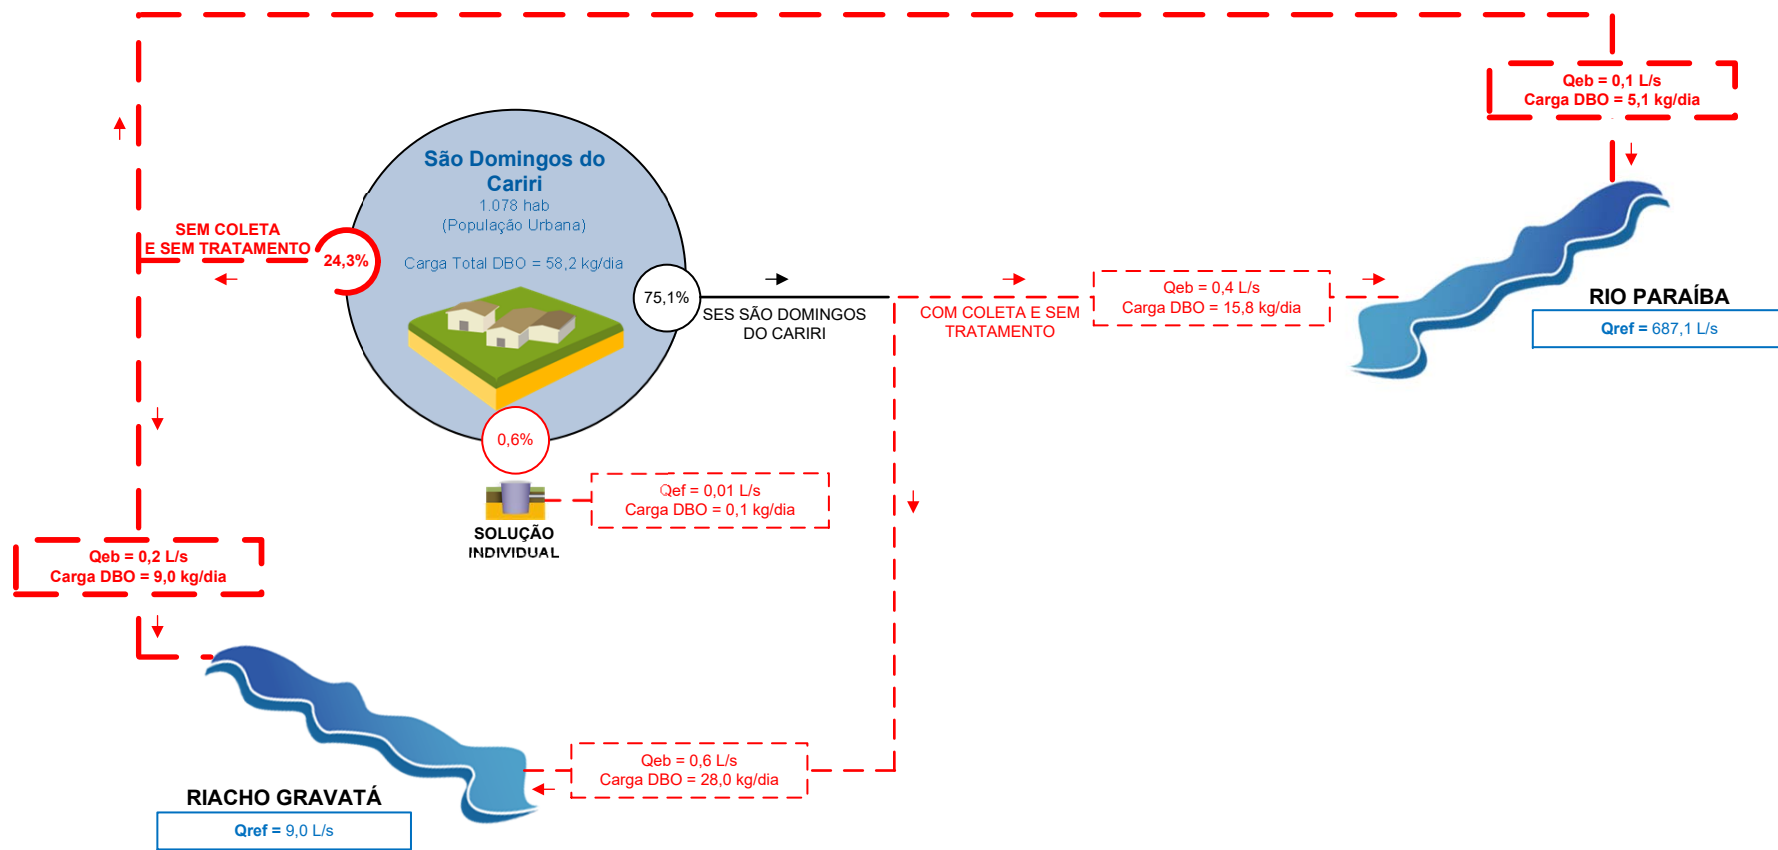 Qeb = 0,1 L/s
Carga DBO = 5,1 kg/dia
São Domingos do
Cariri
1.078 hab
(População Urbana)
Carga Total DBO = 58,2 kg/dia
SEM COLETA
E SEM TRATAMENTO
24,3%
75,1%
SES SÃO DOMINGOS
DO CARIRI
COM COLETA E SEM
TRATAMENTO
Qeb = 0,4 L/s
Carga DBO = 15,8 kg/dia
RIO PARAÍBA
Qref = 687,1 L/s
0,6%
SOLUÇÃO
INDIVIDUAL
Qef = 0,01 L/s
Carga DBO = 0,1 kg/dia
Qeb = 0,2 L/s
Carga DBO = 9,0 kg/dia
Qeb = 0,6 L/s
Carga DBO = 28,0 kg/dia
RIACHO GRAVATÁ
Qref = 9,0 L/s